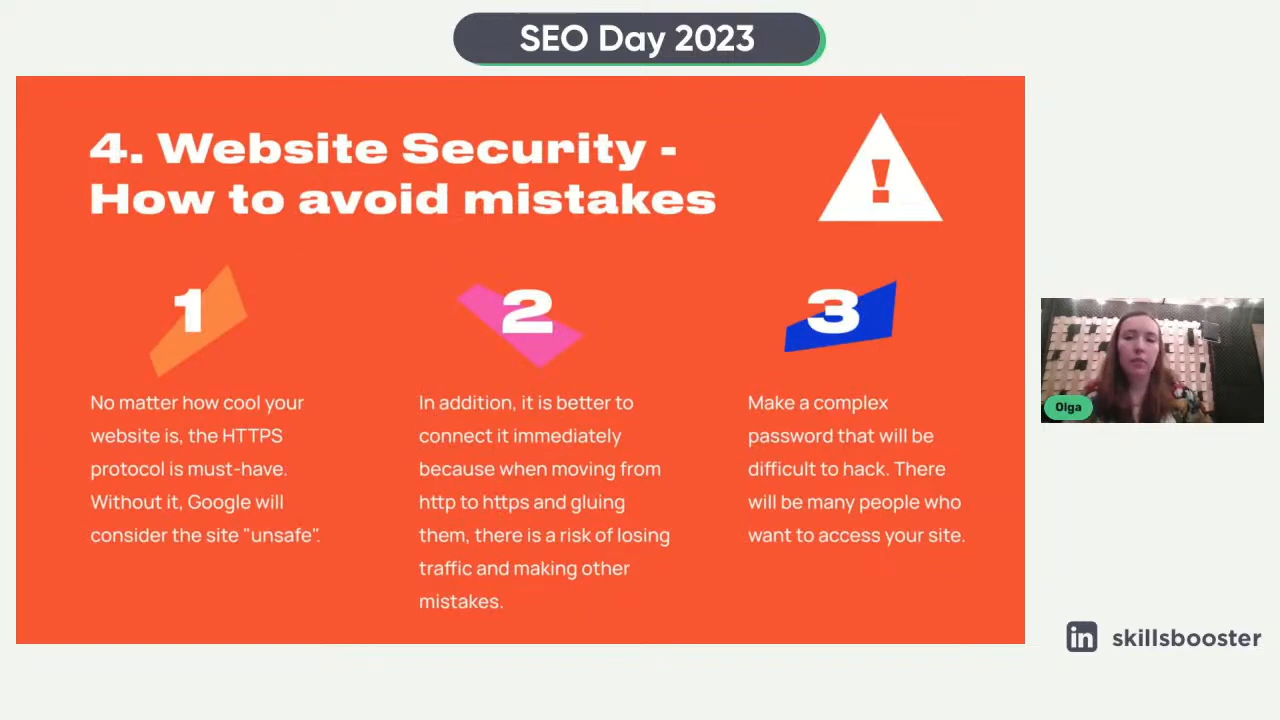 SEO Day 2023
4. Website Security -
How to avoid mistakes
!
1
No matter how cool your
website is, the HTTPS
protocol is must-have.
Without it, Google will
consider the site "unsafe".
2
In addition, it is better to
connect it immediately
because when moving from
http to https and gluing
them, there is a risk of losing
traffic and making other
mistakes.
3
Make a complex
password that will be
difficult to hack. There
will be many people who
want to access your site.
Olga
in skillsbooster